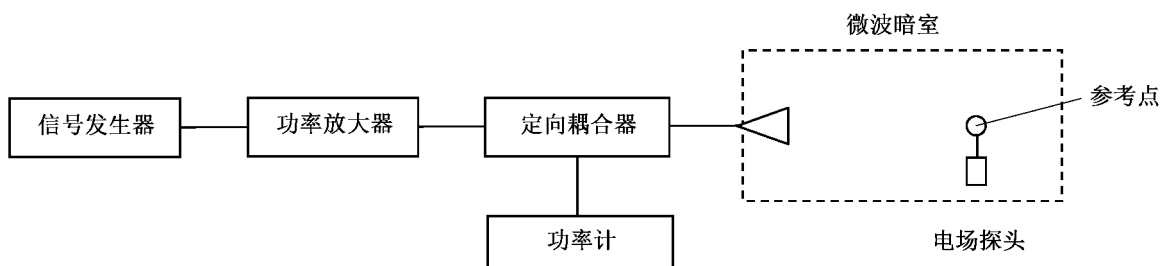 微波暗室
参考点
信号发生器
功率放大器
定向耦合器
功率计
电场探头